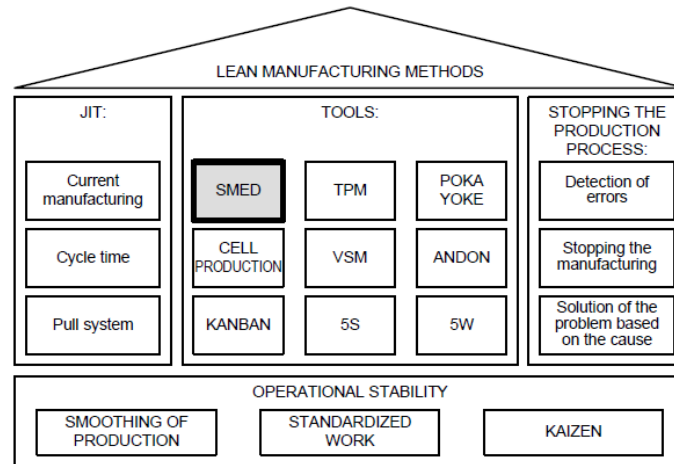 LEAN MANUFACTURING METHODS
JIT:
Current
manufacturing
Cycle time
Pull system
TOOLS:
SMED
TPM
POKA
YOKE
CELL
PRODUCTION
VSM
ANDON
KANBAN
5S
5W
STOPPING THE
PRODUCTION
PROCESS:
Detection of
errors
Stopping the
manufacturing
Solution of the
problem based
on the cause
OPERATIONAL STABILITY
SMOOTHING OF
PRODUCTION
STANDARDIZED
WORK
KAIZEN